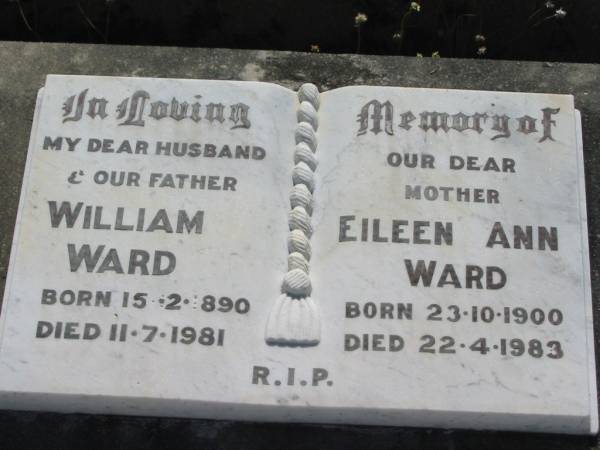 In Loving
MY DEAR HUSBAND
& OUR FATHER
WILLIAM
WARD
BORN 15·2·890
DIED 11·7·1981
Memory of
OUR DEAR
MOTHER
EILEEN ANN
WARD
BORN 23·10·1900
DIED 22·4·1983
R.I.P.